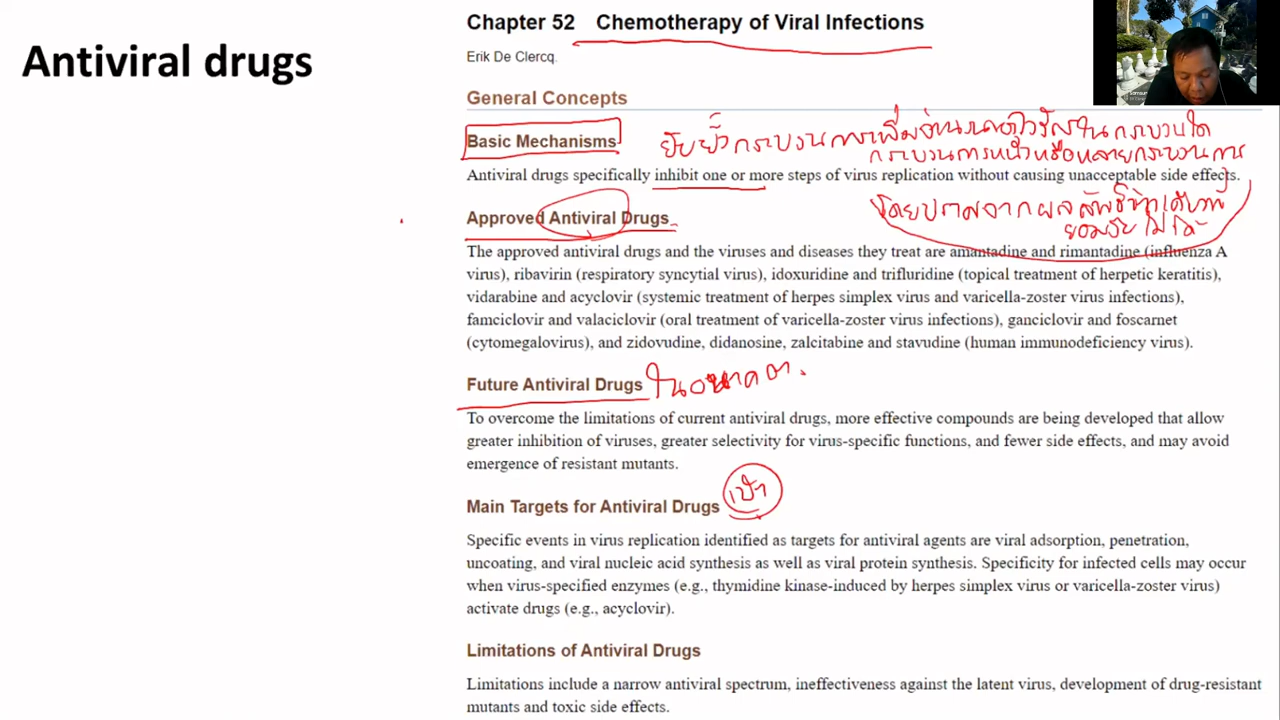 Antiviral drugs
Chapter 52 Chemotherapy of Viral Infections
Erik De Clercq.
General Concepts
Basic Mechanisms
ยับยั้งกระบวนการเพิ่มจำนวนของไวรัสในกระบวนใด
กระบวนการหนึ่งหรือหลายกระบวนการ
Antiviral drugs specifically inhibit one or more steps of virus replication without causing unacceptable side effects.
โดยปราศจากผลลัพธ์ข้างเคียงที่
ยอมรับไม่ได้
Approved Antiviral Drugs
The approved antiviral drugs and the viruses and diseases they treat are amantadine and rimantadine (influenza A
virus), ribavirin (respiratory syncytial virus), idoxuridine and trifluridine (topical treatment of herpetic keratitis),
vidarabine and acyclovir (systemic treatment of herpes simplex virus and varicella-zoster virus infections),
famciclovir and valaciclovir (oral treatment of varicella-zoster virus infections), ganciclovir and foscarnet
(cytomegalovirus), and zidovudine, didanosine, zalcitabine and stavudine (human immunodeficiency virus).
Future Antiviral Drugs ในอนาคต
To overcome the limitations of current antiviral drugs, more effective compounds are being developed that allow
greater inhibition of viruses, greater selectivity for virus-specific functions, and fewer side effects, and may avoid
emergence of resistant mutants.
Main Targets for Antiviral Drugs เป้า
Specific events in virus replication identified as targets for antiviral agents are viral adsorption, penetration,
uncoating, and viral nucleic acid synthesis as well as viral protein synthesis. Specificity for infected cells may occur
when virus-specified enzymes (e.g., thymidine kinase-induced by herpes simplex virus or varicella-zoster virus)
activate drugs (e.g., acyclovir).
Limitations of Antiviral Drugs
Limitations include a narrow antiviral spectrum, ineffectiveness against the latent virus, development of drug-resistant
mutants and toxic side effects.